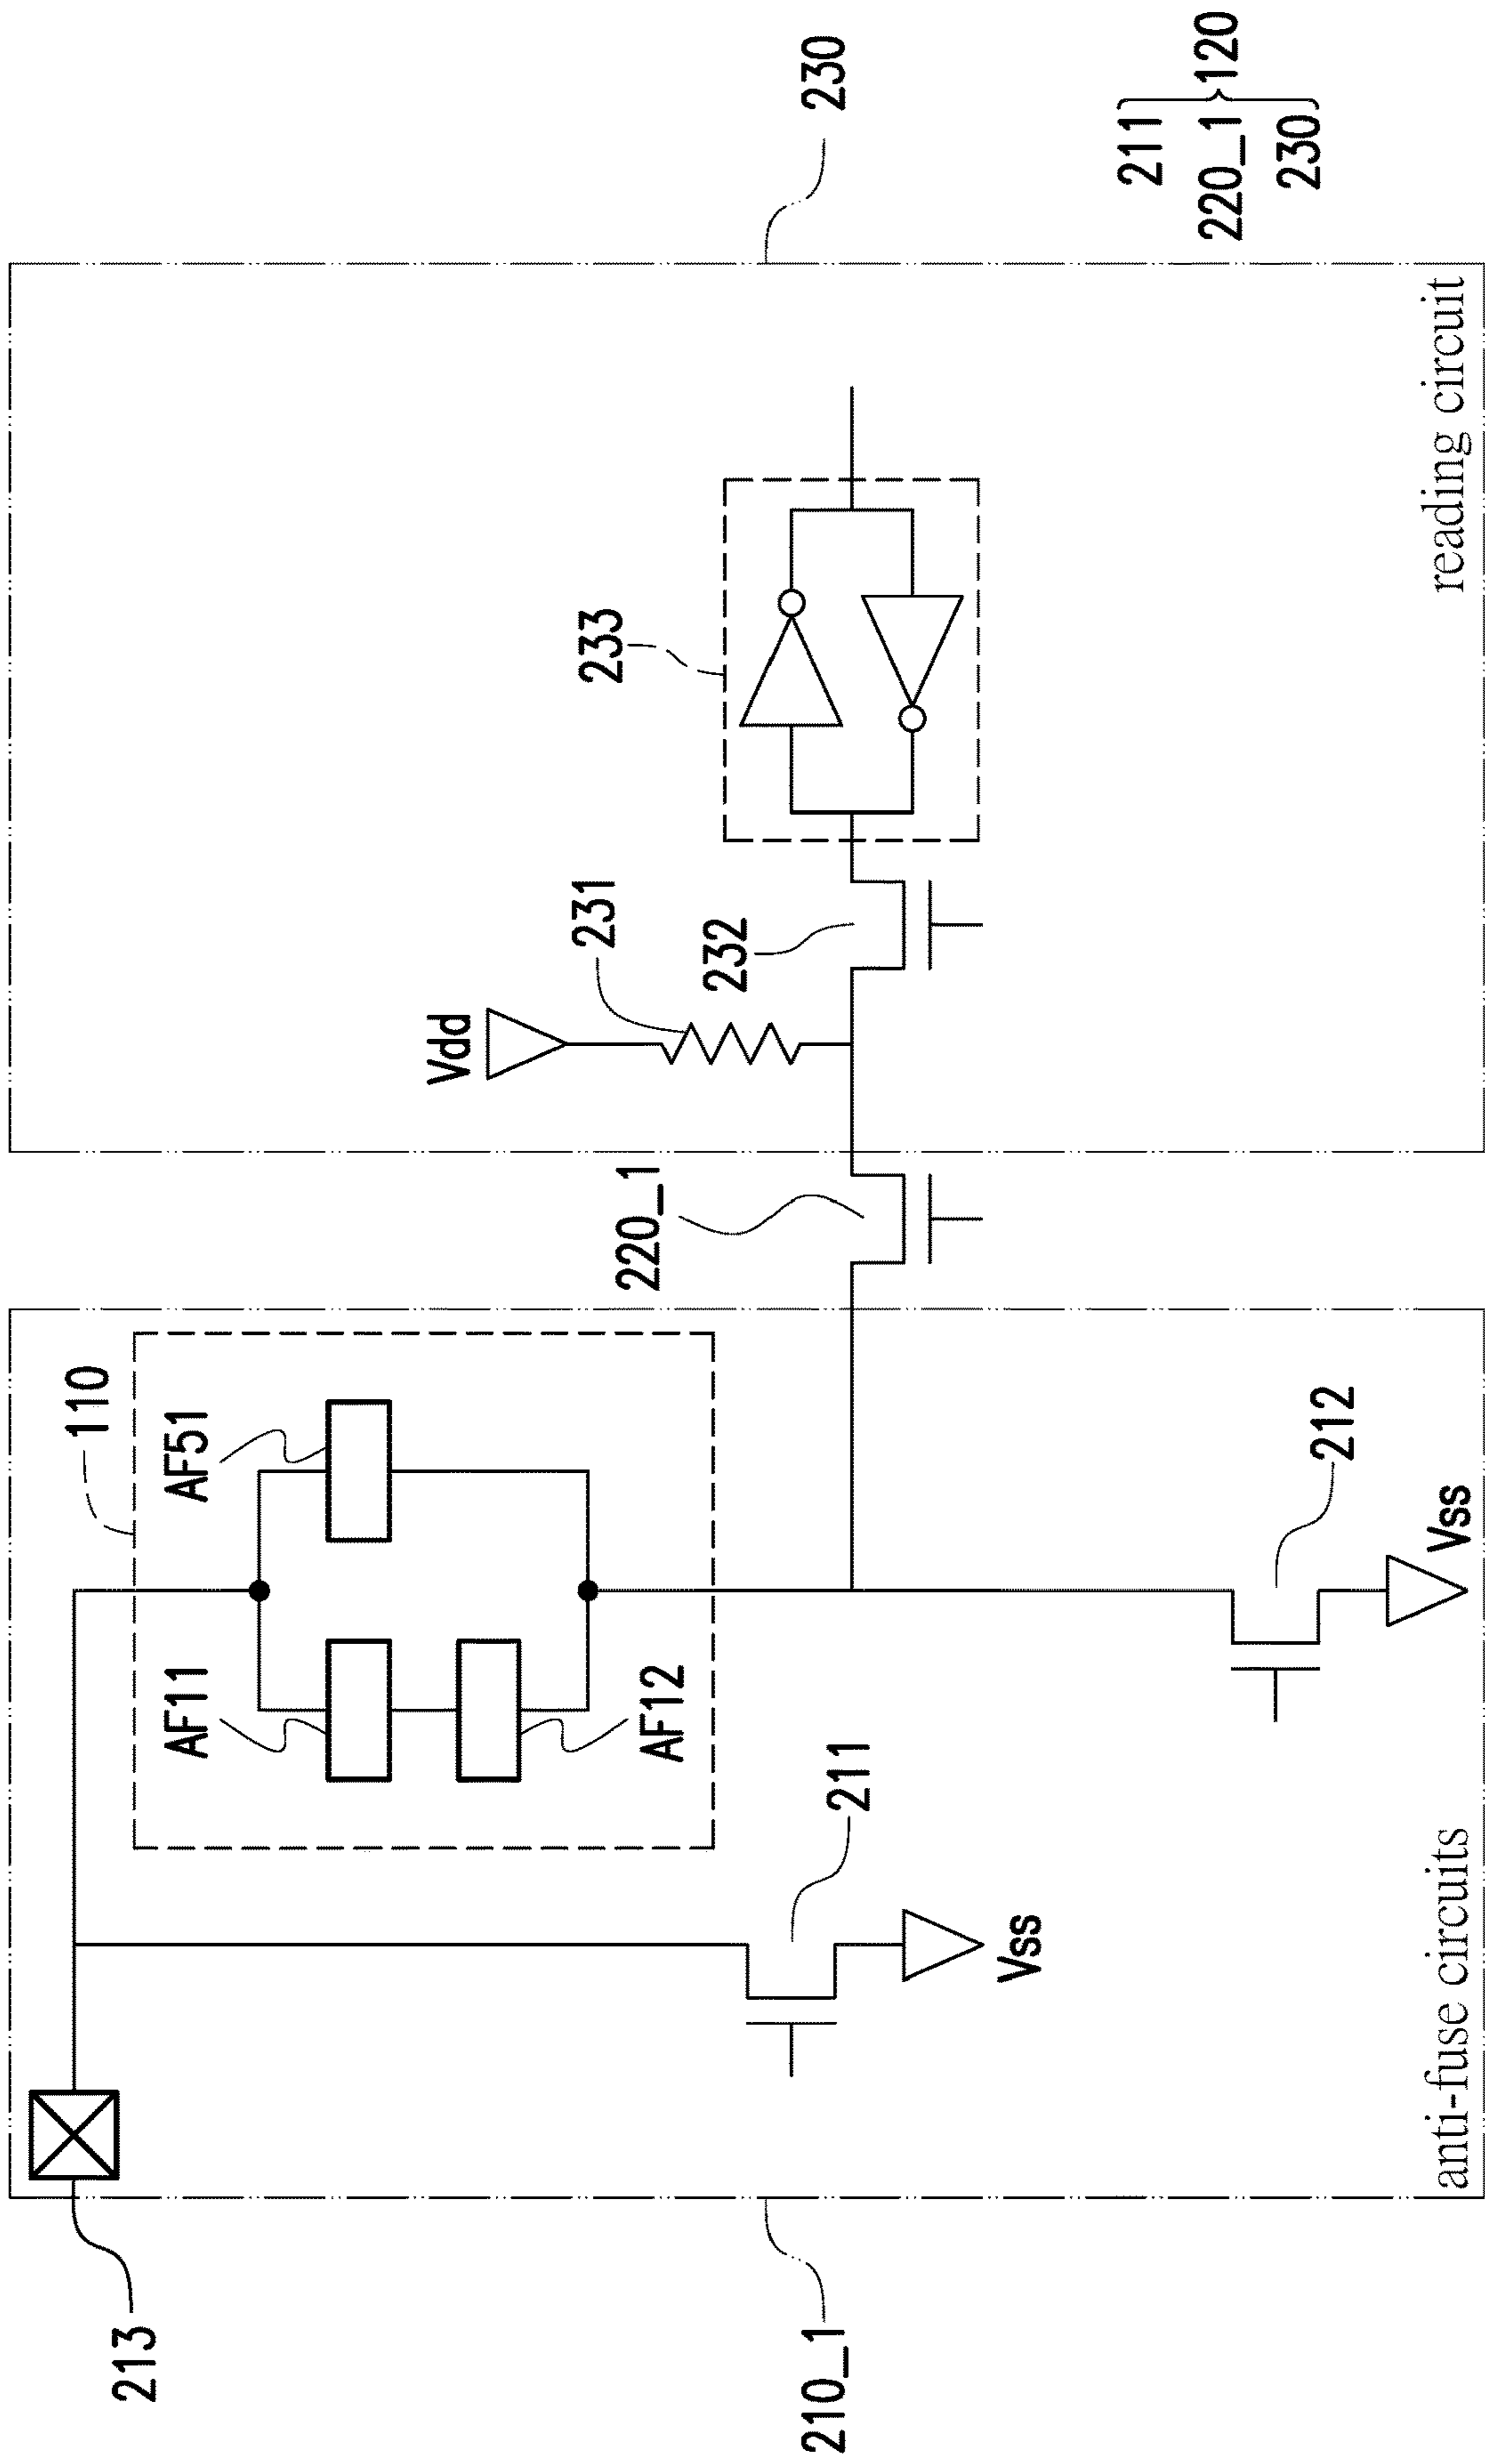 213
210_1
anti-fuse circuits
211
Vss
AF11
AF12
110
AF51
212
Vss
220_1
Vdd
231
232
233
reading circuit
230
211
220_1
230
120